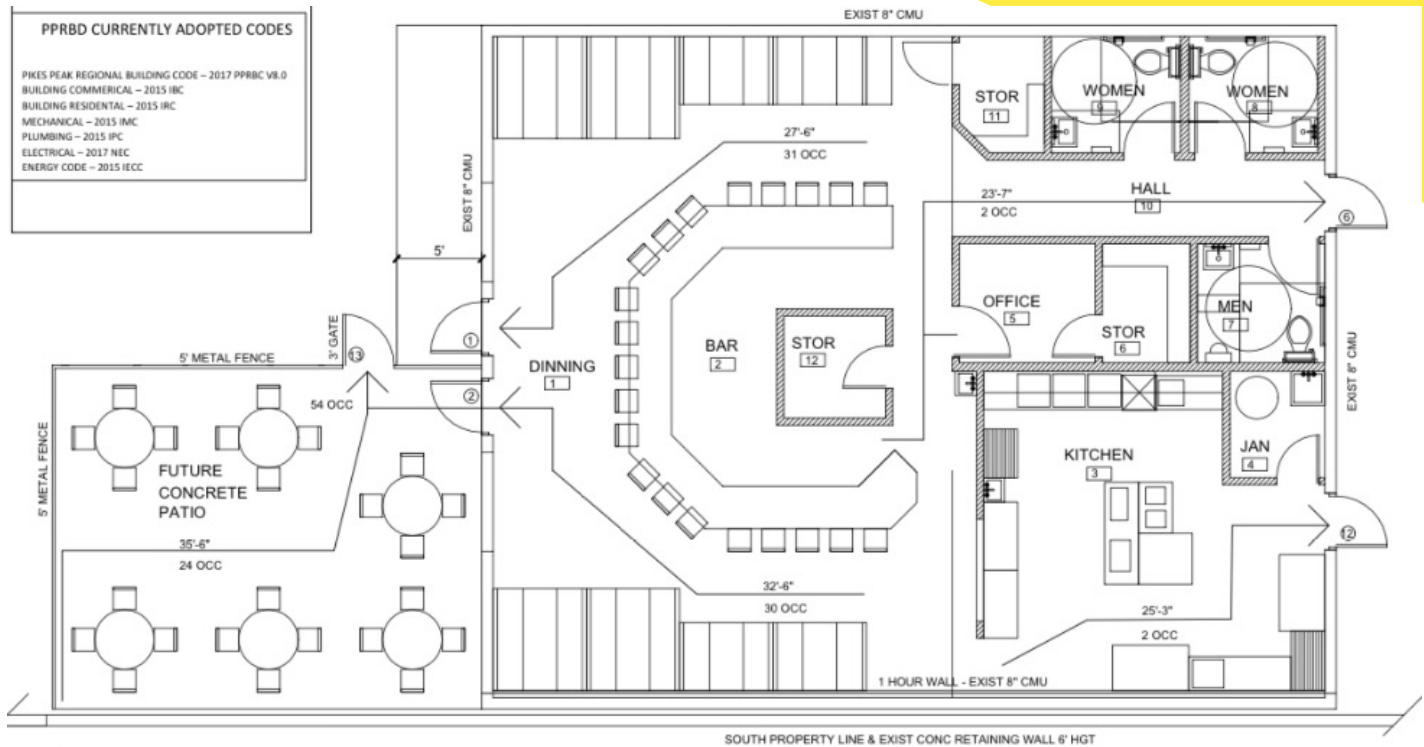 PPRBD CURRENTLY ADOPTED CODES
PIKES PEAK REGIONAL BUILDING CODE – 2017 PPRBC V8.0
BUILDING COMMERICAL – 2015 IBC
BUILDING RESIDENTAL – 2015 IRC
MECHANICAL – 2015 IMC
PLUMBING – 2015 IPC
ELECTRICAL – 2017 NEC
ENERGY CODE – 2015 IECC
EXIST 8" CMU
EXIST 8" CMU
5'
STOR
11
WOMEN
9
WOMEN
8
27'-6"
31 OCC
23'-7"
2 OCC
HALL
10
6
3' GATE
13
5' METAL FENCE
1
2
DINNING
1
BAR
2
STOR
12
OFFICE
5
STOR
6
MEN
7
EXIST 8" CMU
54 OCC
5' METAL FENCE
FUTURE
CONCRETE
PATIO
35'-6"
24 OCC
KITCHEN
3
JAN
4
12
32'-6"
30 OCC
25'-3"
2 OCC
1 HOUR WALL - EXIST 8" CMU
SOUTH PROPERTY LINE & EXIST CONC RETAINING WALL 6' HGT